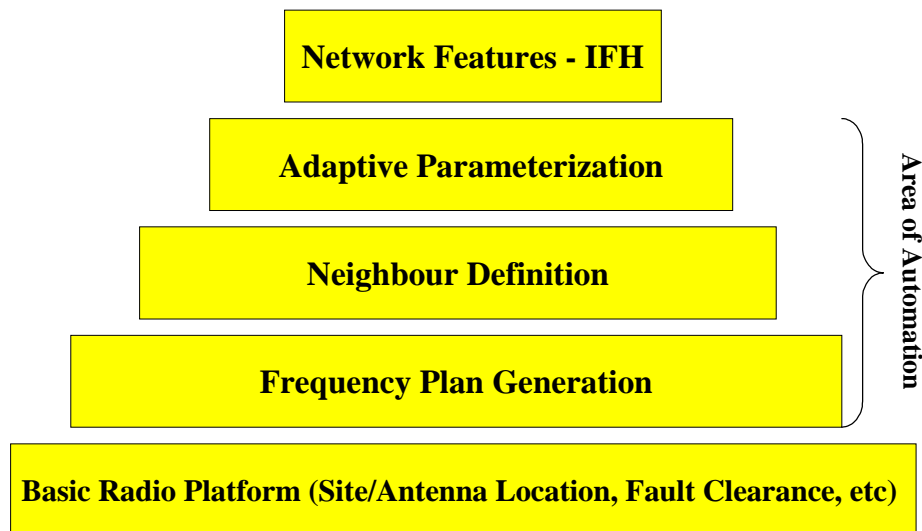 Network Features - IFH
Adaptive Parameterization
Neighbour Definition
Frequency Plan Generation
Basic Radio Platform (Site/Antenna Location, Fault Clearance, etc)
Area of Automation